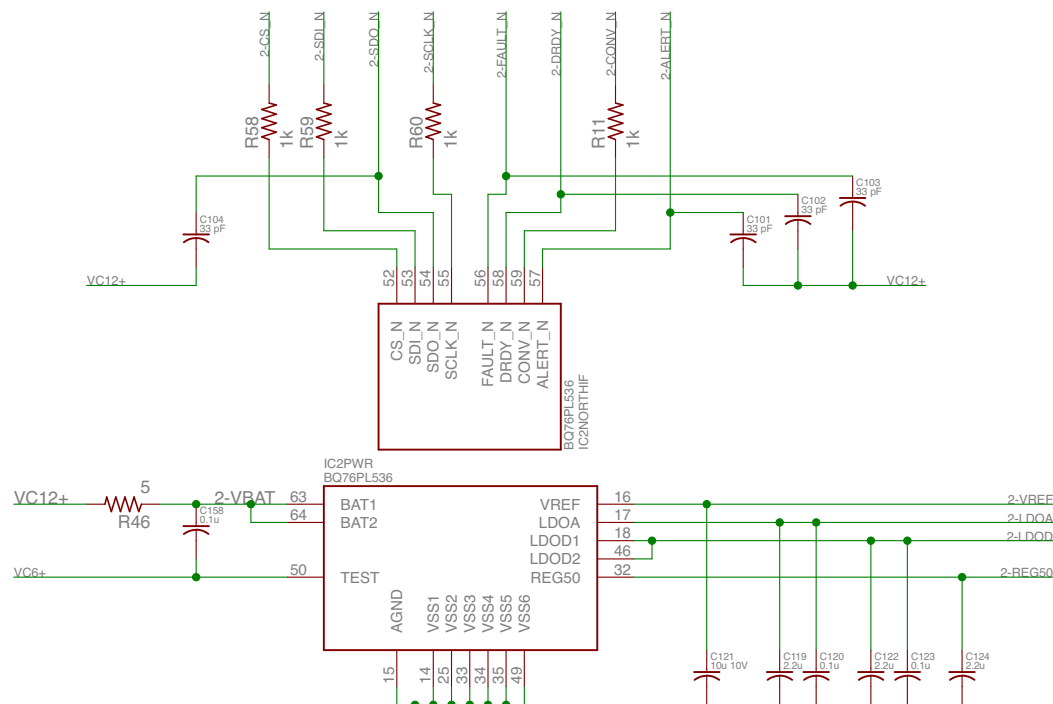 2-CS_N
2-SDI_N
2-SDO_N
2-SCLK_N
2-FAULT_N
2-DRDY_N
2-CONV_N
2-ALERT_N
R58
1k
R59
1k
R60
1k
R11
1k
C104
33 pF
C103
33 pF
C102
33 pF
C101
33 pF
VC12+
VC12+
52
53
54
55
56
58
59
57
CS_N
SDI_N
SDO_N
SCLK_N
FAULT_N
DRDY_N
CONV_N
ALERT_N
BQ76PL536
IC2NORTHIF
IC2PWR
BQ76PL536
VC12+
5
R46
2-VBAT
C158
0.1u
VC6+
63
64
50
BAT1
BAT2
TEST
VREF
LDOA
LDOD1
LDOD2
REG50
16
17
18
46
32
2-VREF
2-LDOA
2-LDOD
2-REG50
AGND
VSS1
VSS2
VSS3
VSS4
VSS5
VSS6
15
14
25
33
34
35
49
C121
10u 10V
C119
2.2u
C120
0.1u
C122
2.2u
C123
0.1u
C124
2.2u